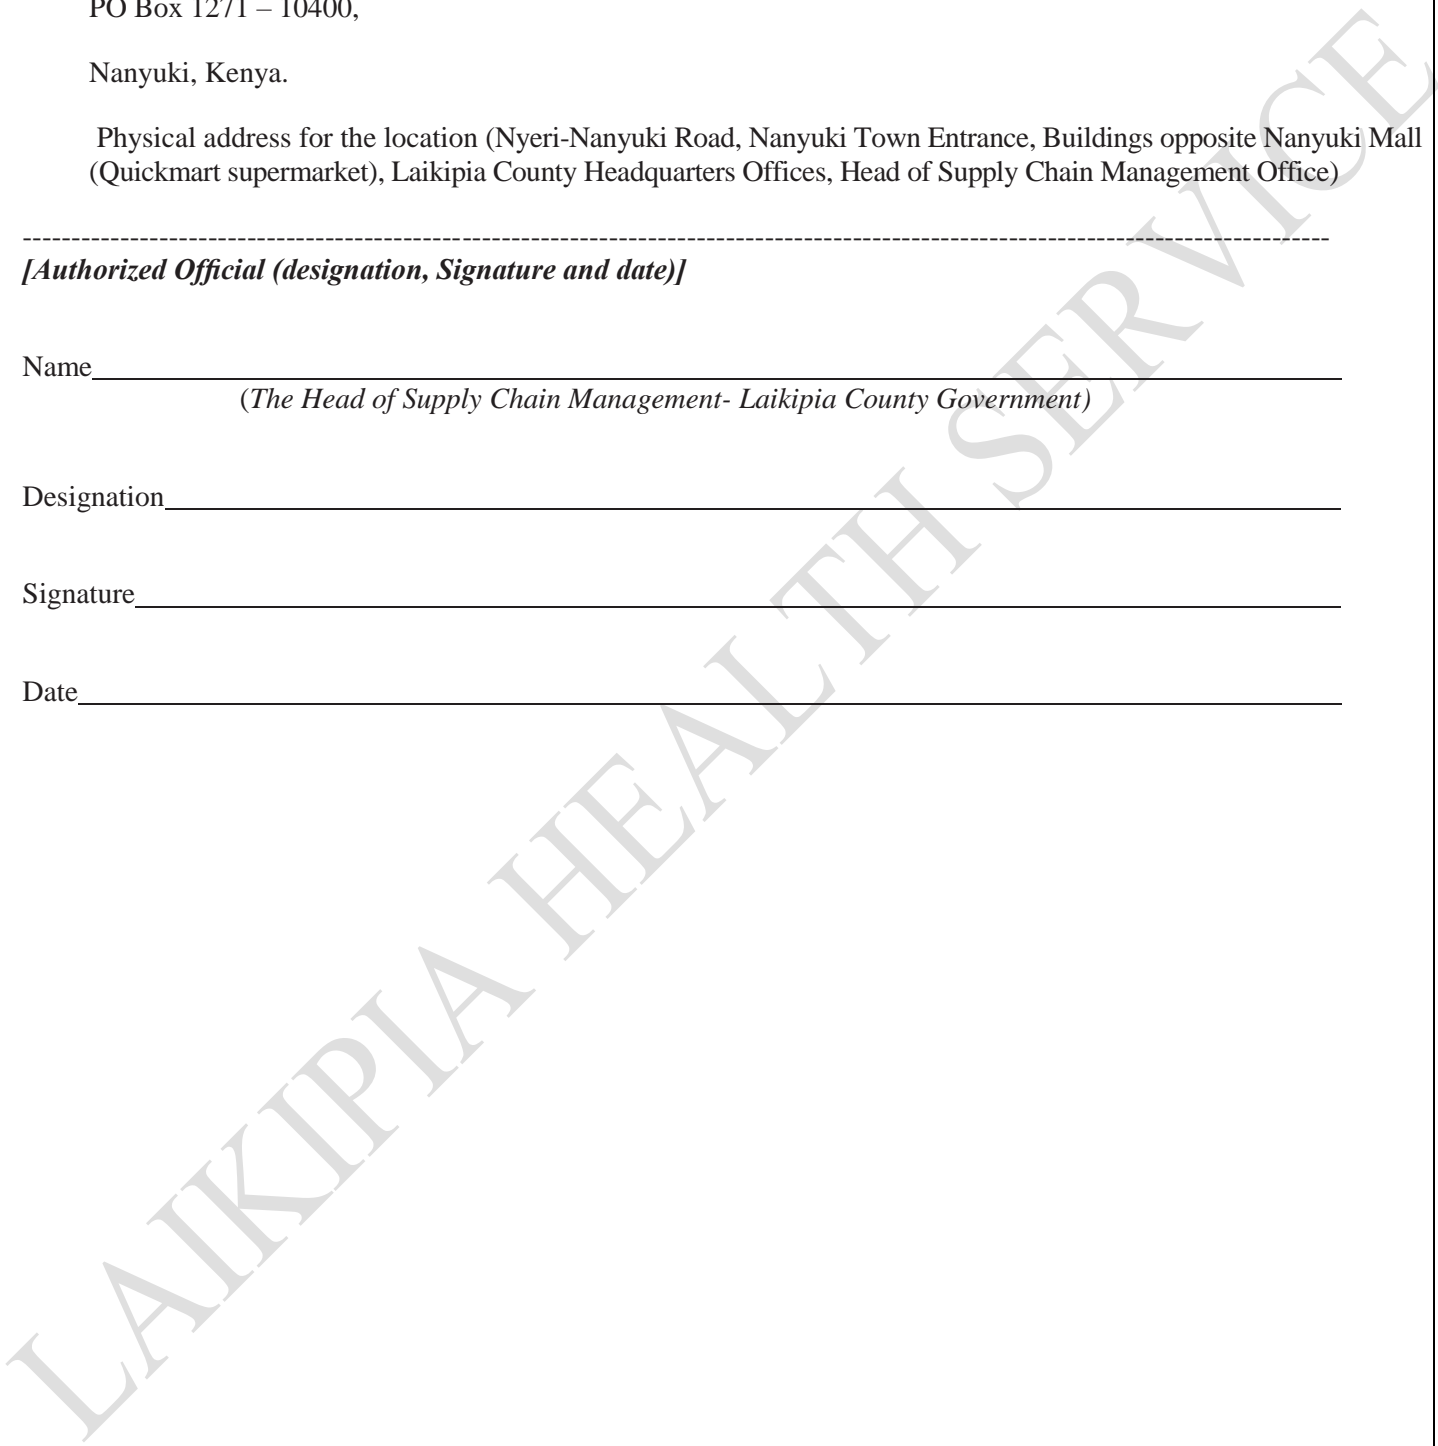 PO Box 1271 – 10400,
Nanyuki, Kenya.
Physical address for the location (Nyeri-Nanyuki Road, Nanyuki Town Entrance, Buildings opposite Nanyuki Mall
(Quickmart supermarket), Laikipia County Headquarters Offices, Head of Supply Chain Management Office)
-----------------------------------------------------------------------------------------------------------------------------------------
[Authorized Official (designation, Signature and date)]
Name
(The Head of Supply Chain Management- Laikipia County Government)
Designation
Signature
Date
LAIKIPIA HEALTH SERVICE